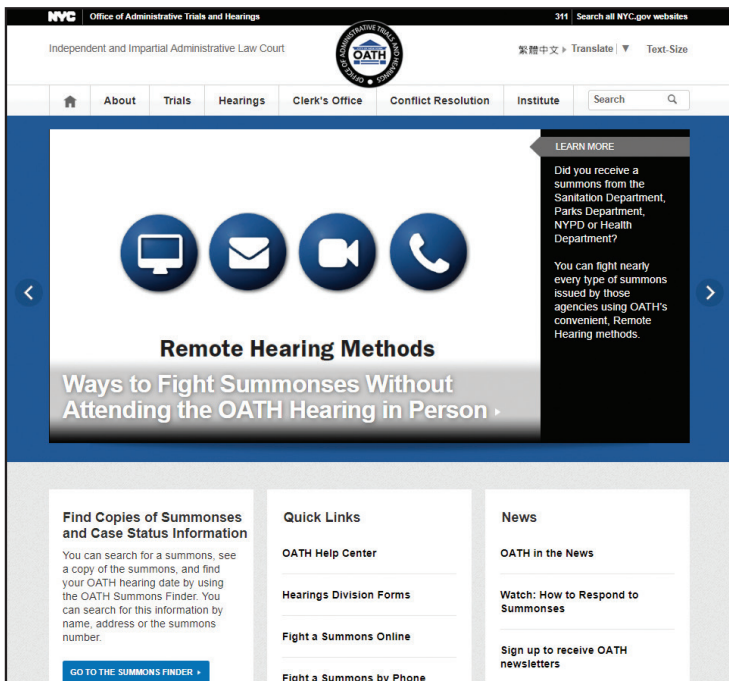 NYC Office of Administrative Trials and Hearings 311 Search all NYC.gov websites
Independent and Impartial Administrative Law Court
OFFICE OF ADMINISTRATIVE TRIALS AND HEARINGS
OATH
繁體中文 Translate ▼ Text-Size
About Trials Hearings Clerk's Office Conflict Resolution Institute Search
LEARN MORE
Did you receive a
summons from the
Sanitation Department,
Parks Department,
NYPD or Health
Department?
You can fight nearly
every type of summons
issued by those
agencies using OATH's
convenient, Remote
Hearing methods.
Remote Hearing Methods
Ways to Fight Summonses Without
Attending the OATH Hearing in Person
Find Copies of Summonses
and Case Status Information
You can search for a summons, see
a copy of the summons, and find
your OATH hearing date by using
the OATH Summons Finder. You
can search for this information by
name, address or the summons
number.
GO TO THE SUMMONS FINDER
Quick Links
OATH Help Center
Hearings Division Forms
Fight a Summons Online
Fight a Summons by Phone
News
OATH in the News
Watch: How to Respond to
Summonses
Sign up to receive OATH
newsletters